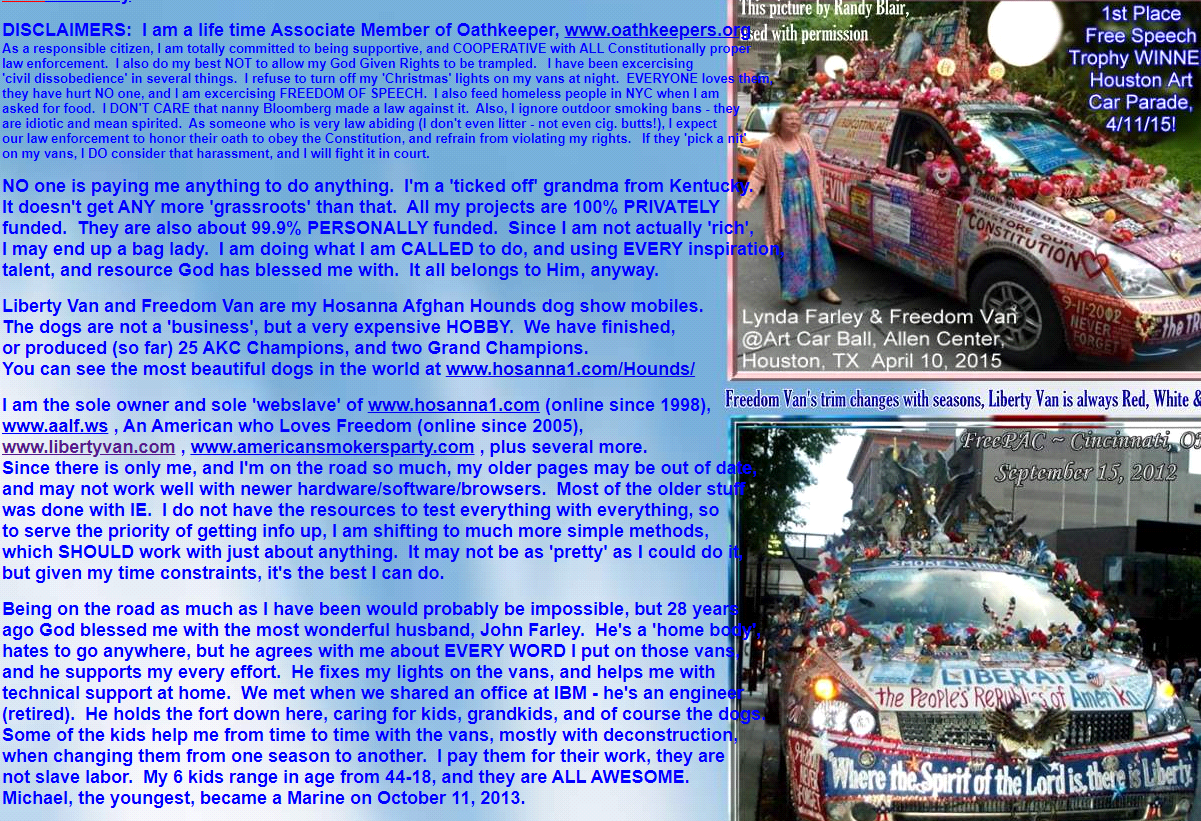 DISCLAIMERS:  I am a life time Associate Member of Oathkeeper, www.oathkeepers.org
As a responsible citizen, I am totally committed to being supportive, and COOPERATIVE with ALL Constitutionally proper
law enforcement.  I also do my best NOT to allow my God Given Rights to be trampled.  I have been excercising
'civil dissobedience' in several things.  I refuse to turn off my 'Christmas' lights on my vans at night.  EVERYONE loves them,
they have hurt NO one, and I am excercising FREEDOM OF SPEECH.  I also feed homeless people in NYC when I am
asked for food.  I DON'T CARE that nanny Bloomberg made a law against it.  Also, I ignore outdoor smoking bans - they
are idiotic and mean spirited.  As someone who is very law abiding (I don't even litter - not even cig. butts!), I expect
our law enforcement to honor their oath to obey the Constitution, and refrain from violating my rights.  If they 'pick a nit'
on my vans, I DO consider that harassment, and I will fight it in court.
NO one is paying me anything to do anything.  I'm a 'ticked off' grandma from Kentucky.
It doesn't get ANY more 'grassroots' than that.  All my projects are 100% PRIVATELY
funded.  They are also about 99.9% PERSONALLY funded.  Since I am not actually 'rich',
I may end up a bag lady.  I am doing what I am CALLED to do, and using EVERY inspiration,
talent, and resource God has blessed me with.  It all belongs to Him, anyway.
Liberty Van and Freedom Van are my Hosanna Afghan Hounds dog show mobiles.
The dogs are not a 'business', but a very expensive HOBBY.  We have finished,
or produced (so far) 25 AKC Champions, and two Grand Champions.
You can see the most beautiful dogs in the world at www.hosanna1.com/Hounds/
I am the sole owner and sole 'webslave' of www.hosanna1.com (online since 1998),
www.aalf.ws , An American who Loves Freedom (online since 2005),
www.libertyvan.com , www.americansmokersparty.com , plus several more.
Since there is only me, and I'm on the road so much, my older pages may be out of date,
and may not work well with newer hardware/software/browsers.  Most of the older stuff
was done with IE.  I do not have the resources to test everything with everything, so
to serve the priority of getting info up, I am shifting to much more simple methods,
which SHOULD work with just about anything.  It may not be as 'pretty' as I could do it,
but given my time constraints, it's the best I can do.
Being on the road as much as I have been would probably be impossible, but 28 years
ago God blessed me with the most wonderful husband, John Farley.  He's a 'home body',
hates to go anywhere, but he agrees with me about EVERY WORD I put on those vans,
and he supports my every effort.  He fixes my lights on the vans, and helps me with
technical support at home.  We met when we shared an office at IBM - he's an engineer
(retired).  He holds the fort down here, caring for kids, grandkids, and of course the dogs.
Some of the kids help me from time to time with the vans, mostly with deconstruction,
when changing them from one season to another.  I pay them for their work, they are
not slave labor.  My 6 kids range in age from 44-18, and they are ALL AWESOME.
Michael, the youngest, became a Marine on October 11, 2013.
This picture by Randy Blair,
used with permission
1st Place
Free Speech
Trophy WINNE
Houston Art
Car Parade,
4/11/15!
CONSTITUTION
9-11-2002
NEVER
FORGET
Lynda Farley & Freedom Van
@Art Car Ball, Allen Center,
Houston, TX  April 10, 2015
Freedom Van's trim changes with seasons, Liberty Van is always Red, White &
FreePAC ~ Cincinnati, O
September 15, 2012
LIBERATE
the PEOPLE'S REPUBLICS of AmeriKa
Where the Spirit of the Lord is, there is Liberty